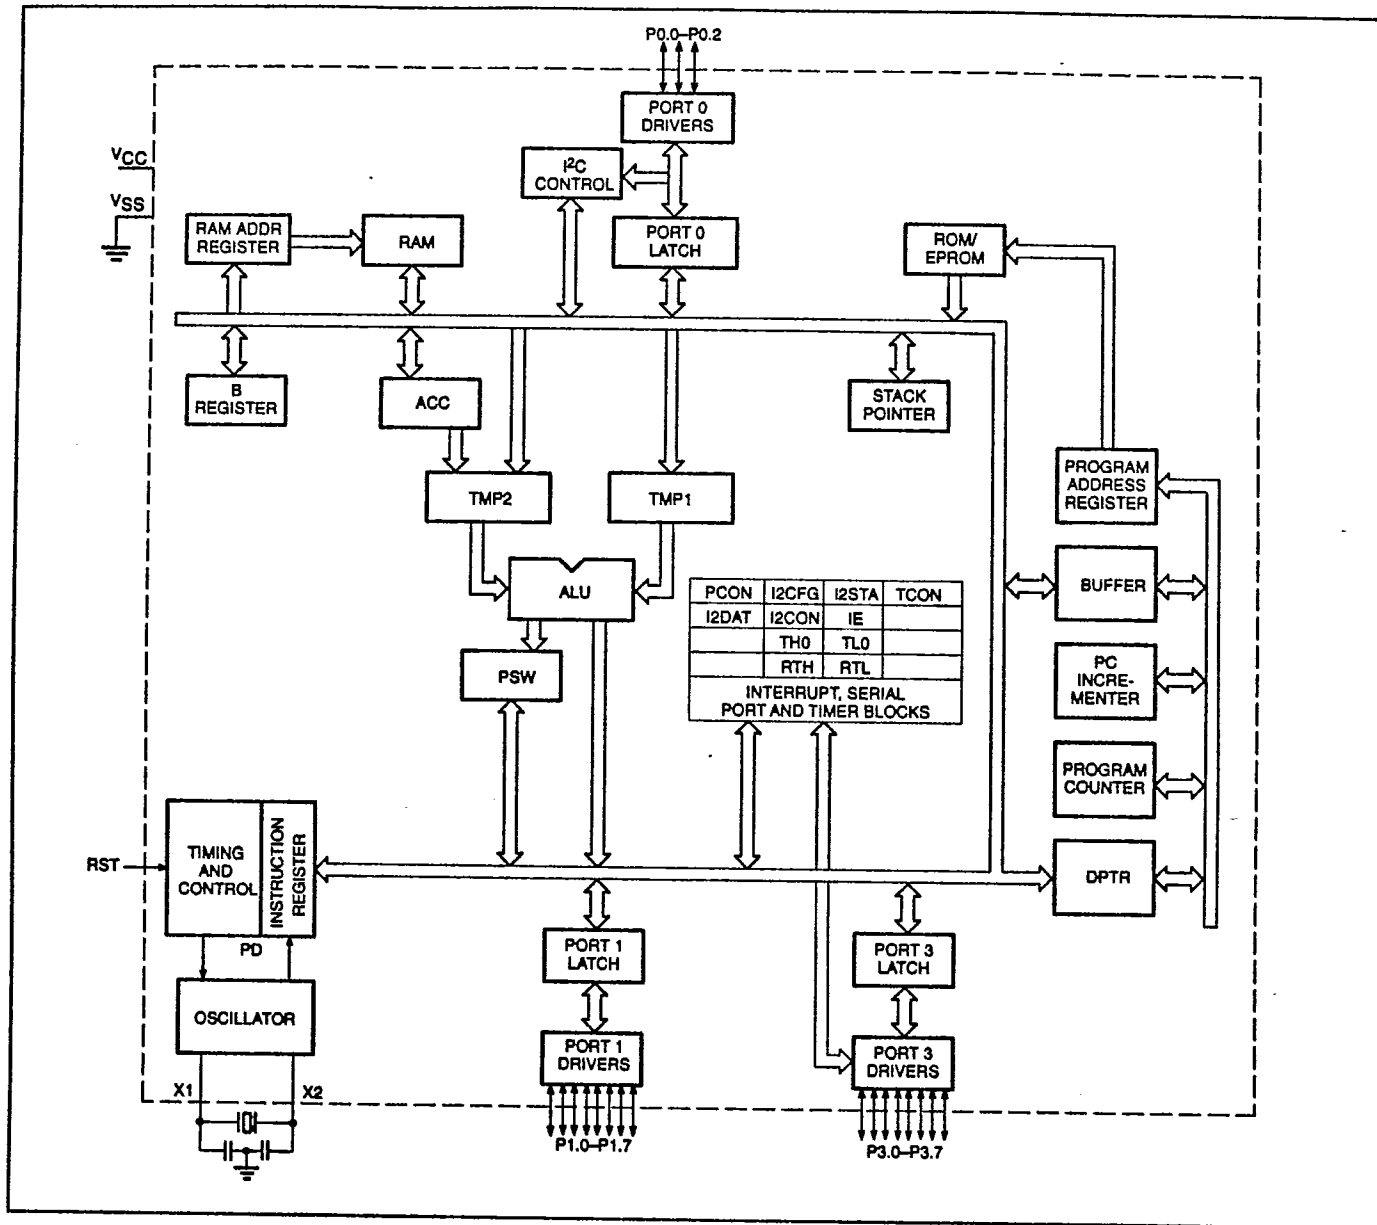 P0.0–P0.2
PORT 0
DRIVERS
VCC
I²C
CONTROL
VSS
RAM ADDR
REGISTER
RAM
PORT 0
LATCH
ROM/
EPROM
B
REGISTER
ACC
STACK
POINTER
TMP2
TMP1
PROGRAM
ADDRESS
REGISTER
ALU
BUFFER
PCON I2CFG I2STA TCON
I2DAT I2CON IE
TH0 TL0
RTH RTL
INTERRUPT, SERIAL
PORT AND TIMER BLOCKS
PSW
PC
INCRE-
MENTER
PROGRAM
COUNTER
RST
TIMING
AND
CONTROL
INSTRUCTION
REGISTER
DPTR
PD
PORT 1
LATCH
PORT 3
LATCH
OSCILLATOR
PORT 1
DRIVERS
PORT 3
DRIVERS
X1
X2
P1.0–P1.7
P3.0–P3.7